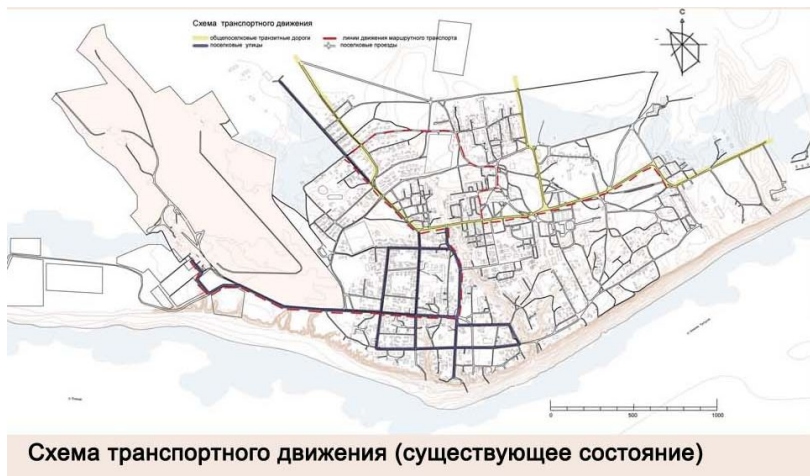 Схема транспортного движения
общепоселковые транзитные дороги
линии движения маршрутного транспорта
поселковые улицы
поселковые проезды
С
0
500
1000
Схема транспортного движения (существующее состояние)